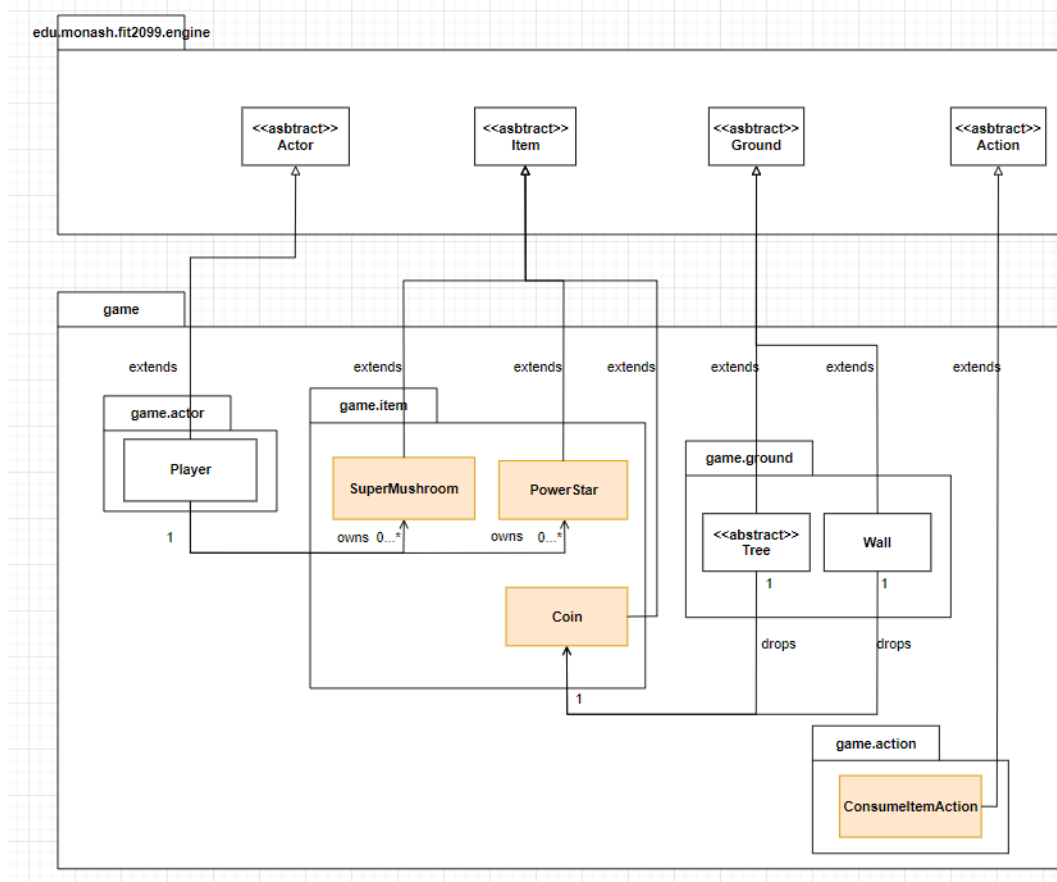 edu.monash.fit2099.engine
<<asbtract>>
Actor
<<asbtract>>
Item
<<asbtract>>
Ground
<<asbtract>>
Action
game
extends
extends
extends
extends
extends
extends
extends
game.actor
game.item
game.ground
Player
SuperMushroom
PowerStar
<<abstract>>
Tree
Wall
1
owns 0...*
owns 0...*
1
1
Coin
drops
drops
1
game.action
ConsumeItemAction